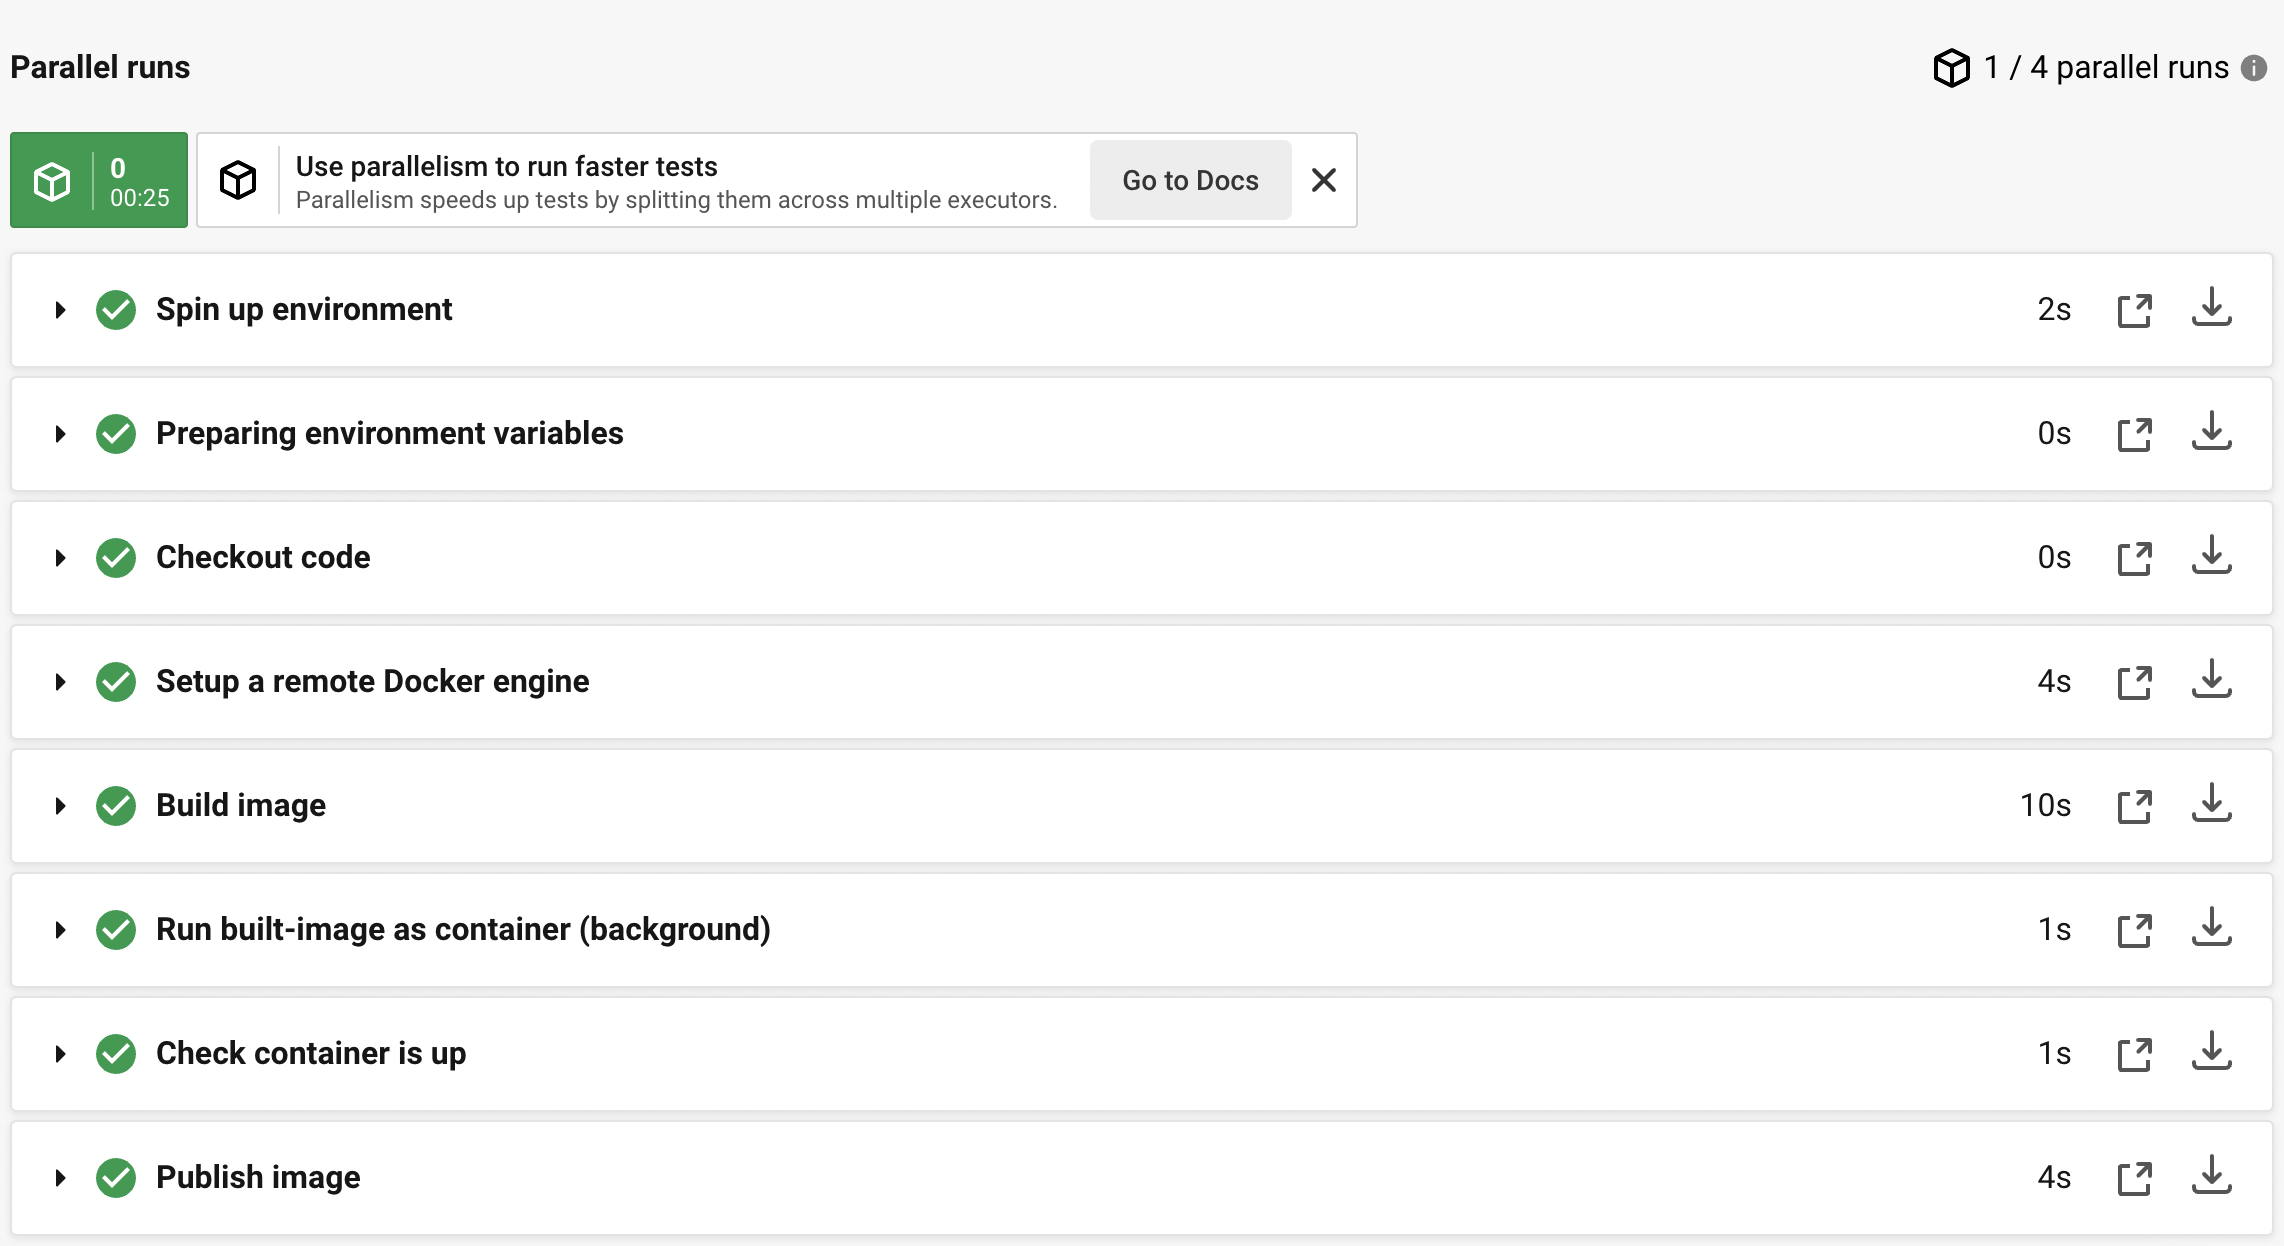 Parallel runs
1 / 4 parallel runs
0
00:25
Use parallelism to run faster tests
Parallelism speeds up tests by splitting them across multiple executors.
Go to Docs
Spin up environment 2s
Preparing environment variables 0s
Checkout code 0s
Setup a remote Docker engine 4s
Build image 10s
Run built-image as container (background) 1s
Check container is up 1s
Publish image 4s